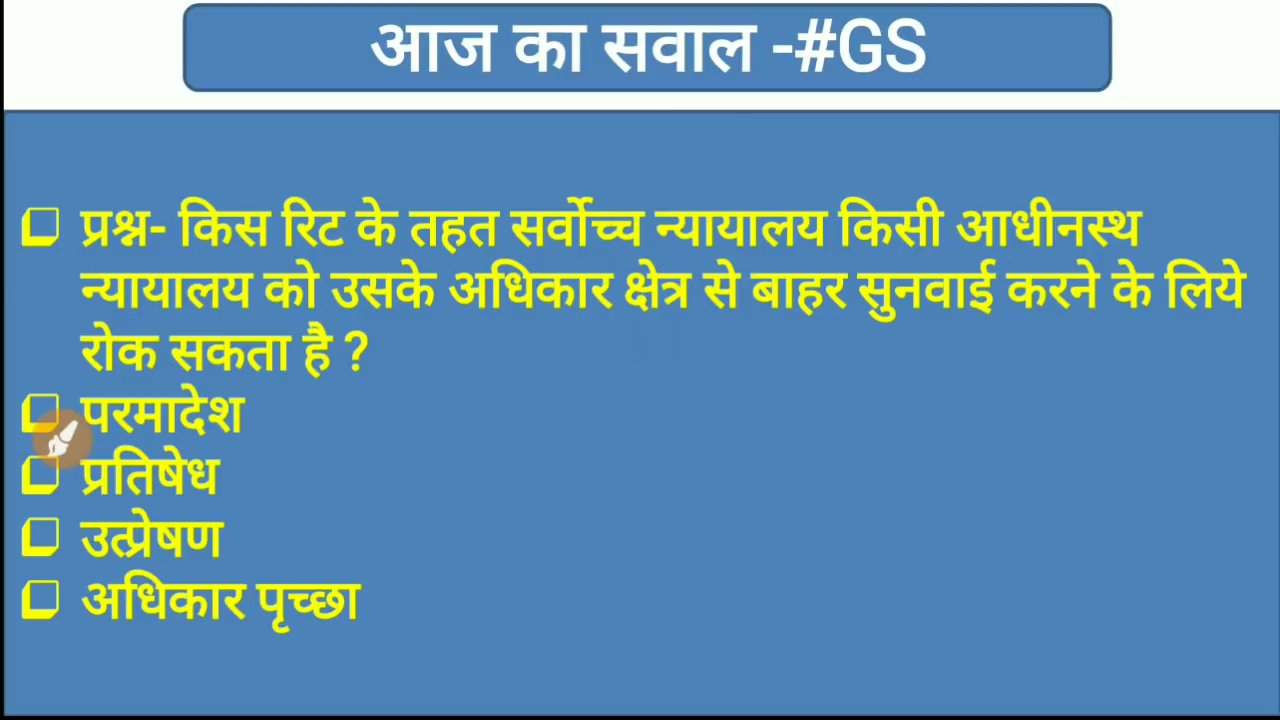 आज का सवाल -#GS
प्रश्न- किस रिट के तहत सर्वोच्च न्यायालय किसी आधीनस्थ
न्यायालय को उसके अधिकार क्षेत्र से बाहर सुनवाई करने के लिये
रोक सकता है ?
परमादेश
प्रतिषेध
उत्प्रेषण
अधिकार पृच्छा